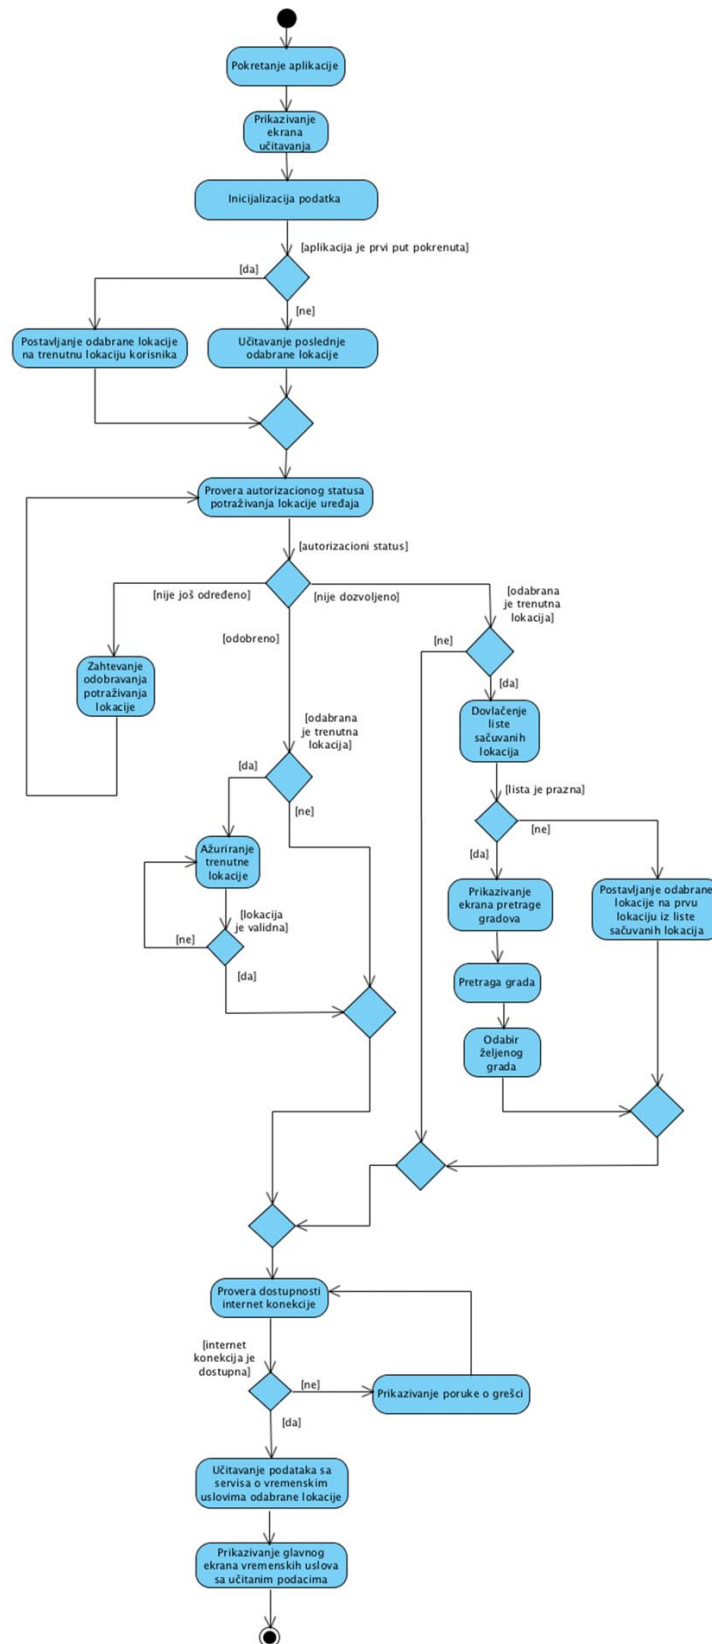 Pokretanje aplikacije
Prikazivanje
ekrana
učitavanja
Inicijalizacija podatka
[aplikacija je prvi put pokrenuta]
[da]
[ne]
Postavljanje odabrane lokacije
na trenutnu lokaciju korisnika
Učitavanje poslednje
odabrane lokacije
Provera autorizacionog statusa
potraživanja lokacije uređaja
[autorizacioni status]
[nije još određeno]
[nije dozvoljeno]
[odabrana
je trenutna
lokacija]
[odobreno]
[ne]
[da]
Zahtevanje
odobravanja
potraživanja
lokacije
Dovlačenje
liste
sačuvanih
lokacija
[odabrana
je trenutna
lokacija]
[da]
[ne]
[lista je prazna]
[ne]
[da]
Ažuriranje
trenutne
lokacije
Prikazivanje
ekrana pretrage
gradova
Postavljanje odabrane
lokacije na prvu
lokaciju iz liste
sačuvanih lokacija
[lokacija
je validna]
[ne]
[da]
Pretraga grada
Odabir
željenog
grada
Provera dostupnosti
internet konekcije
[internet
konekcija je
dostupna]
[ne]
Prikazivanje poruke o grešci
[da]
Učitavanje podataka sa
servisa o vremenskim
uslovima odabrane lokacije
Prikazivanje glavnog
ekrana vremenskih uslova
sa učitanim podacima